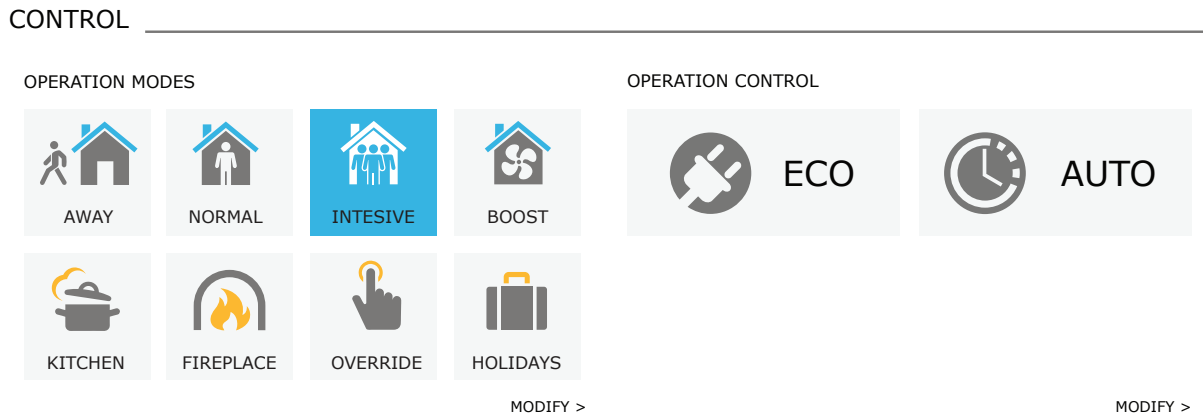 CONTROL
OPERATION MODES
AWAY
NORMAL
INTESIVE
BOOST
KITCHEN
FIREPLACE
OVERRIDE
HOLIDAYS
MODIFY >
OPERATION CONTROL
ECO
AUTO
MODIFY >